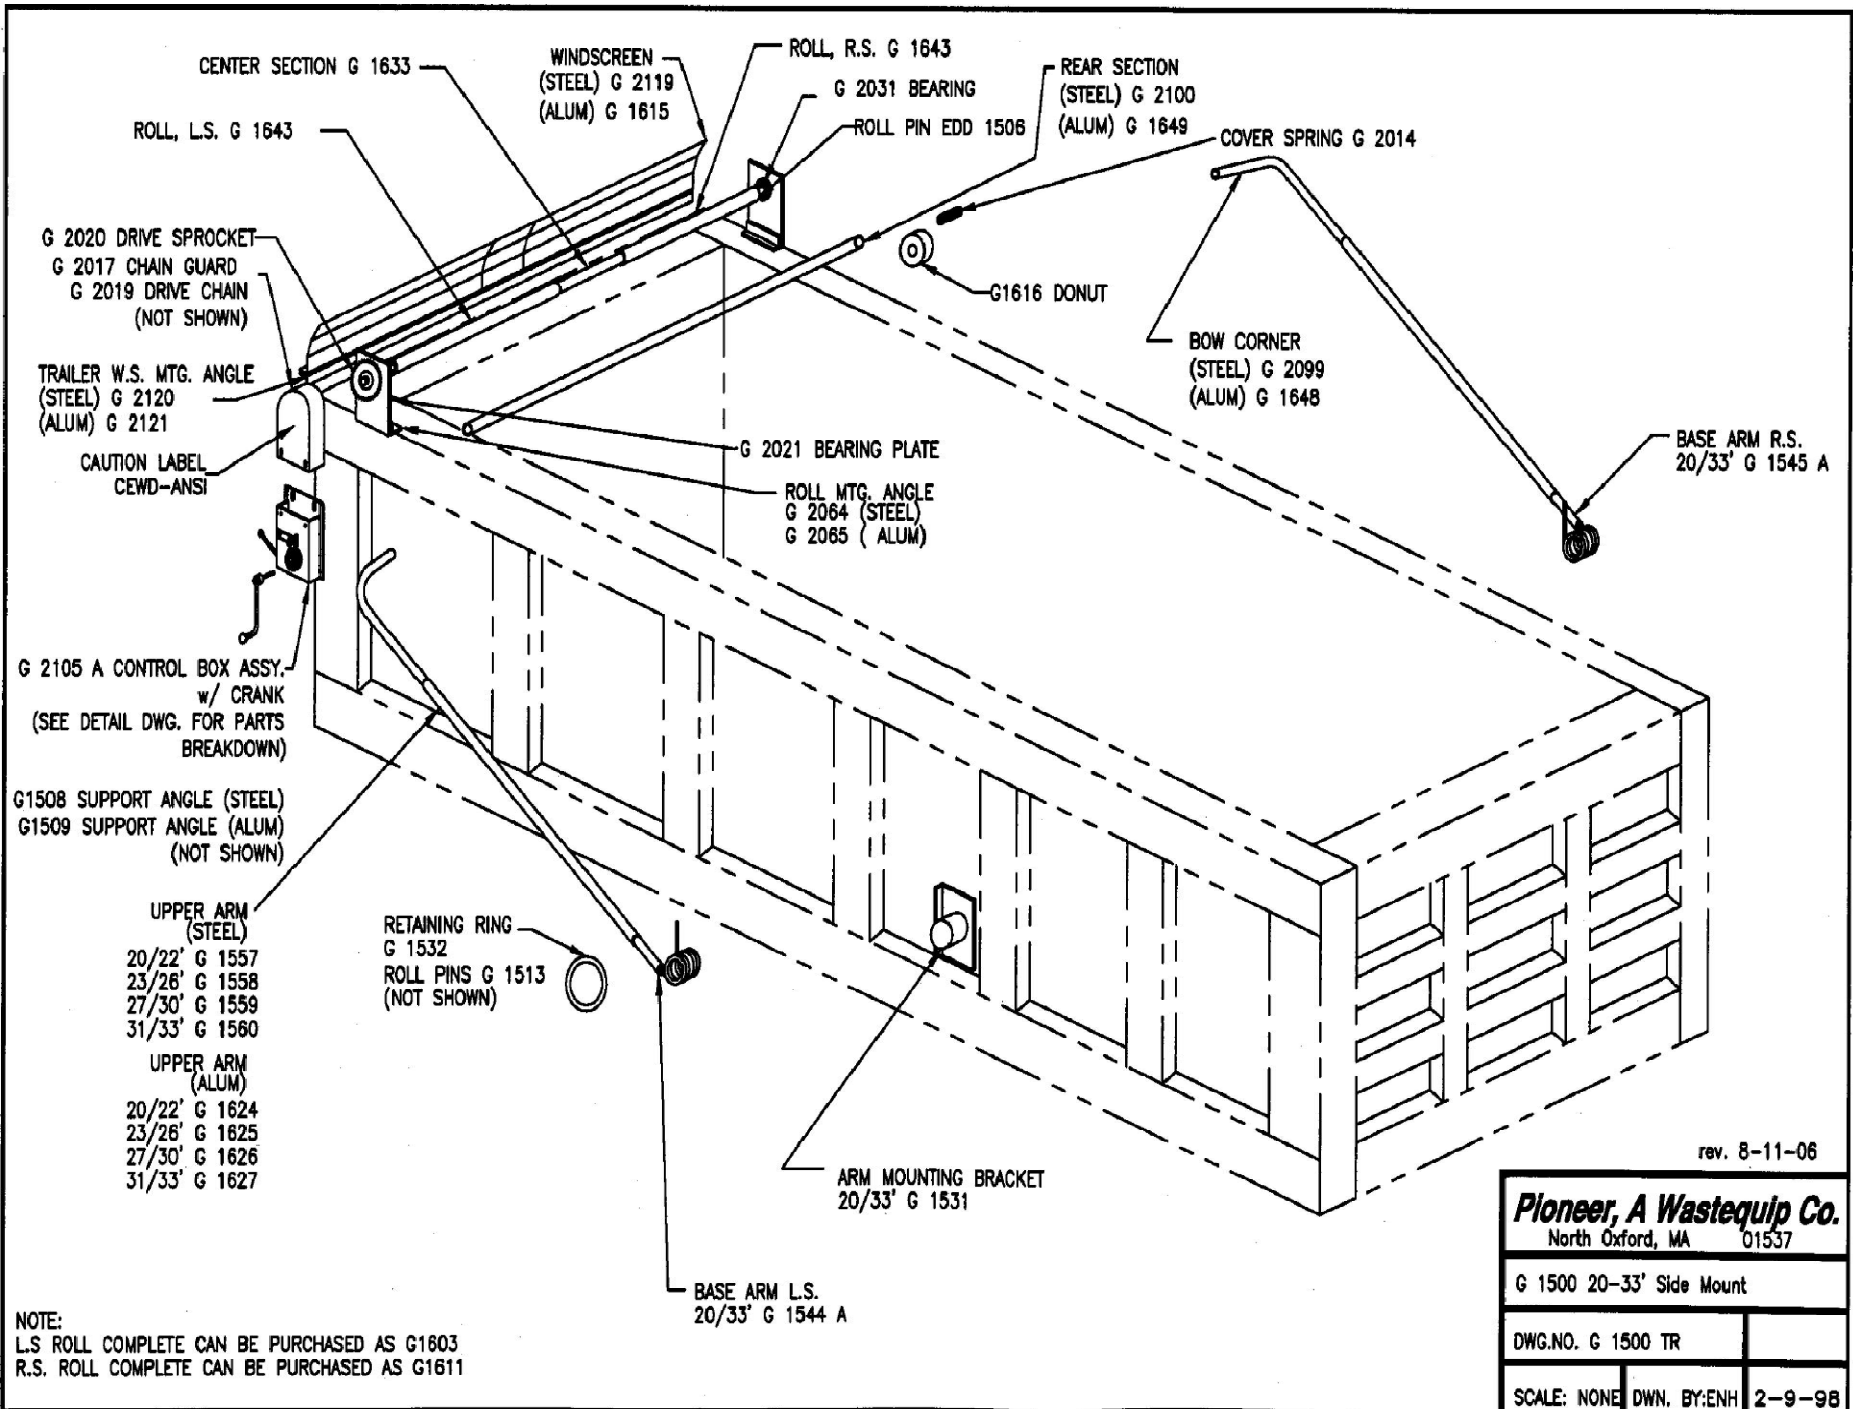 CENTER SECTION G 1633
WINDSCREEN
(STEEL) G 2119
(ALUM) G 1615
ROLL, R.S. G 1643
G 2031 BEARING
ROLL PIN EDD 1506
REAR SECTION
(STEEL) G 2100
(ALUM) G 1649
COVER SPRING G 2014
ROLL, L.S. G 1643
G 2020 DRIVE SPROCKET
G 2017 CHAIN GUARD
G 2019 DRIVE CHAIN
(NOT SHOWN)
G1616 DONUT
BOW CORNER
(STEEL) G 2099
(ALUM) G 1648
TRAILER W.S. MTG. ANGLE
(STEEL) G 2120
(ALUM) G 2121
CAUTION LABEL
CEWD-ANSI
G 2021 BEARING PLATE
ROLL MTG. ANGLE
G 2064 (STEEL)
G 2065 ( ALUM)
BASE ARM R.S.
20/33' G 1545 A
G 2105 A CONTROL BOX ASSY.
w/ CRANK
(SEE DETAIL DWG. FOR PARTS
BREAKDOWN)
G1508 SUPPORT ANGLE (STEEL)
G1509 SUPPORT ANGLE (ALUM)
(NOT SHOWN)
UPPER ARM
(STEEL)
20/22' G 1557
23/26' G 1558
27/30' G 1559
31/33' G 1560
UPPER ARM
(ALUM)
20/22' G 1624
23/26' G 1625
27/30' G 1626
31/33' G 1627
RETAINING RING
G 1532
ROLL PINS G 1513
(NOT SHOWN)
ARM MOUNTING BRACKET
20/33' G 1531
BASE ARM L.S.
20/33' G 1544 A
NOTE:
L.S ROLL COMPLETE CAN BE PURCHASED AS G1603
R.S. ROLL COMPLETE CAN BE PURCHASED AS G1611
rev. 8-11-06
Pioneer, A Wastequip Co.
North Oxford, MA 01537
G 1500 20-33' Side Mount
DWG.NO. G 1500 TR
SCALE: NONE DWN. BY:ENH 2-9-98